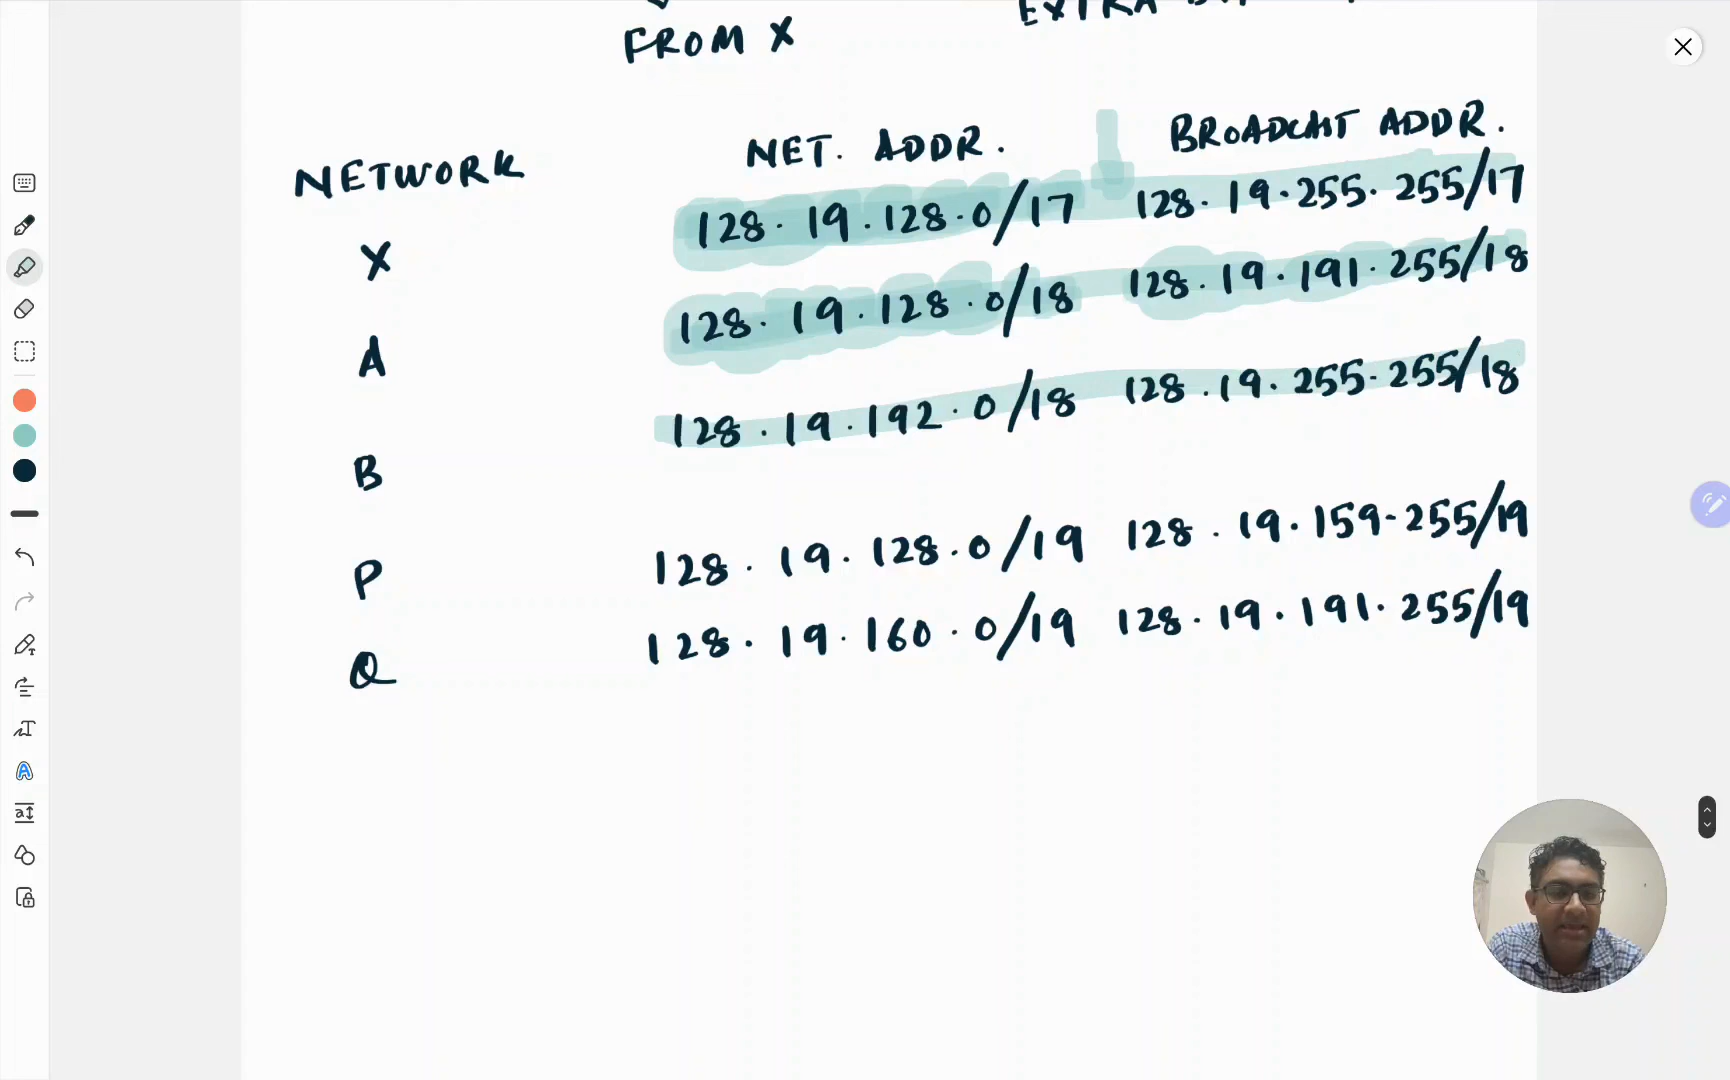 FROM X
EXTRA
NETWORK NET. ADDR. BROADCAST ADDR.
X 128.19.128.0/17 128.19.255.255/17
A 128.19.128.0/18 128.19.191.255/18
B 128.19.192.0/18 128.19.255.255/18
P 128.19.128.0/19 128.19.159.255/19
Q 128.19.160.0/19 128.19.191.255/19